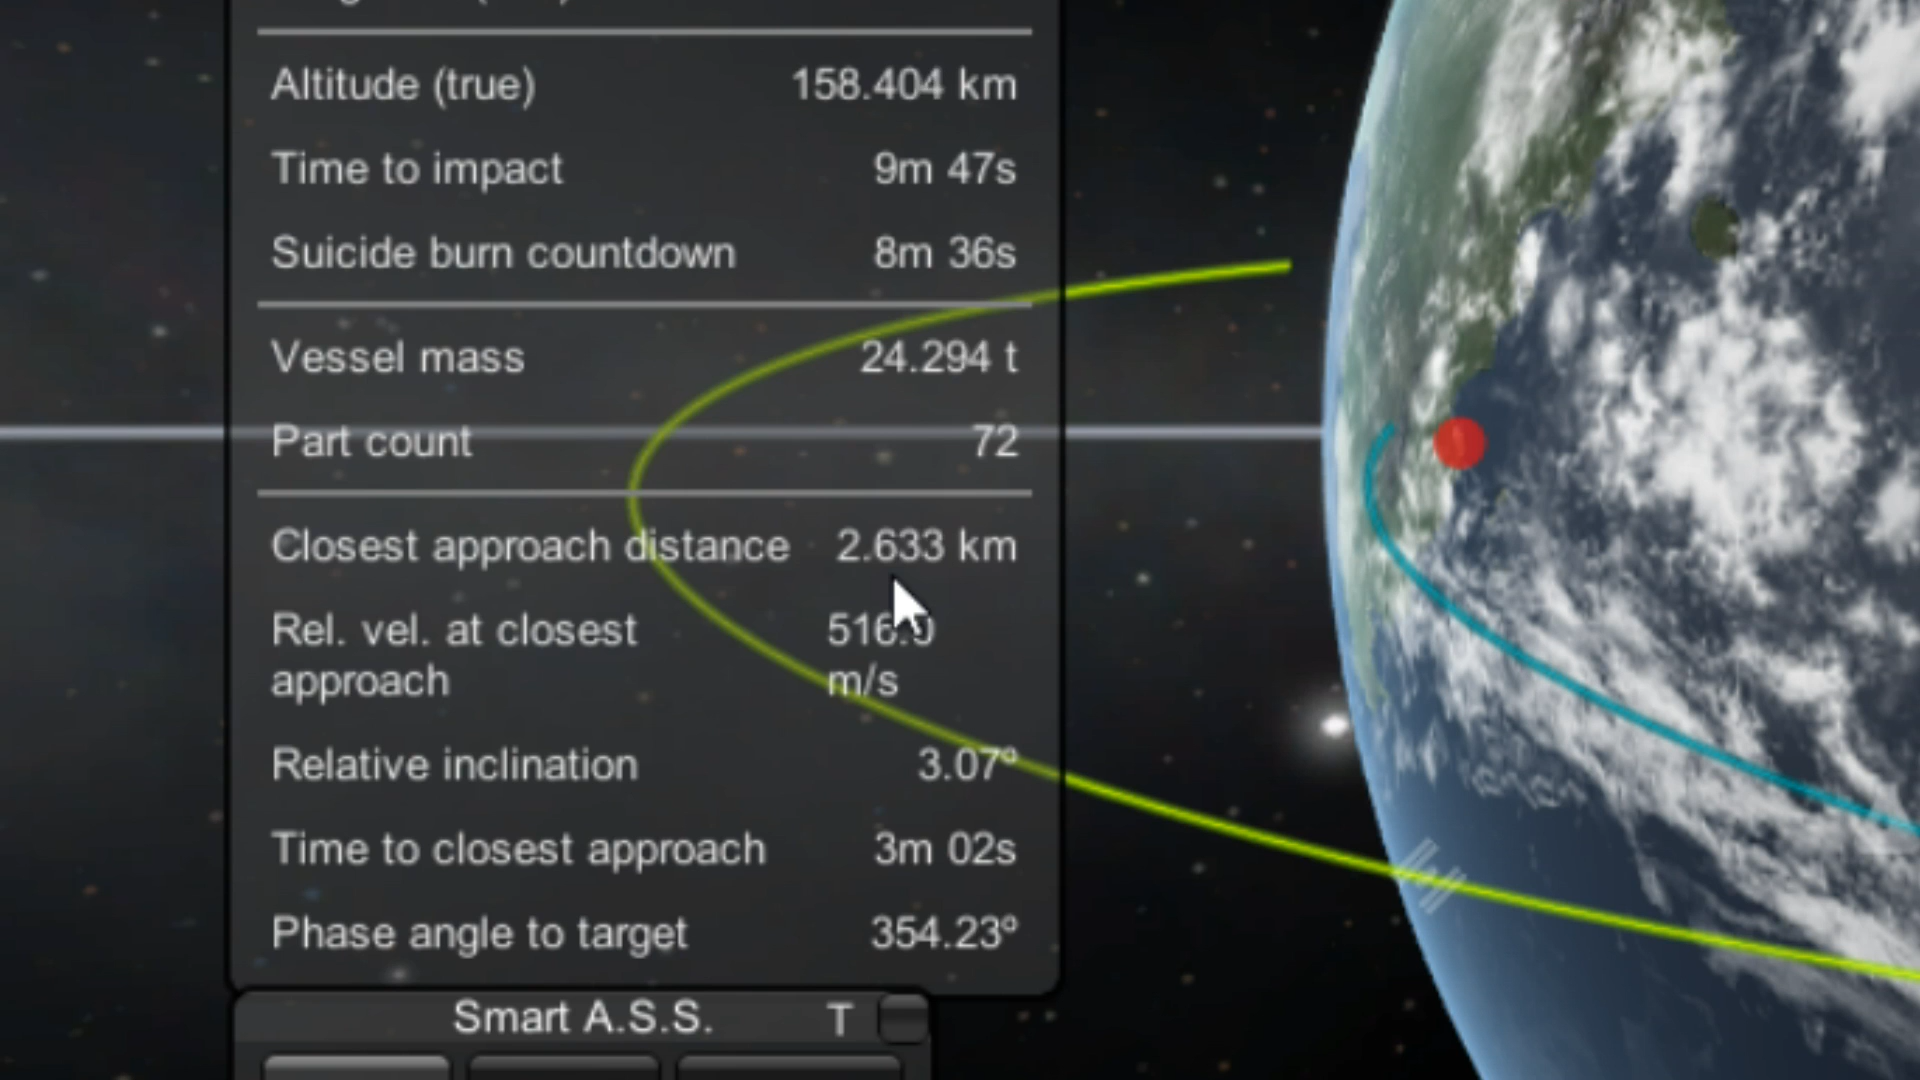 Altitude (true) 158.404 km
Time to impact 9m 47s
Suicide burn countdown 8m 36s
Vessel mass 24.294 t
Part count 72
Closest approach distance 2.633 km
Rel. vel. at closest
approach
m/s
Relative inclination 3.07º
Time to closest approach 3m 02s
Phase angle to target 354.23º
Smart A.S.S. T